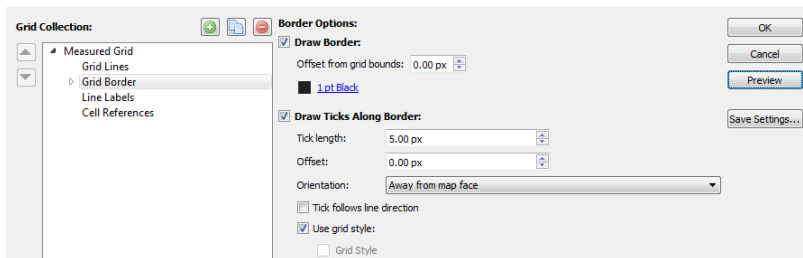 Grid Collection:
Measured Grid
Grid Lines
Grid Border
Line Labels
Cell References
Border Options:
Draw Border:
Offset from grid bounds: 0.00 px
1 pt Black
Draw Ticks Along Border:
Tick length: 5.00 px
Offset: 0.00 px
Orientation: Away from map face
Tick follows line direction
Use grid style:
Grid Style
OK
Cancel
Preview
Save Settings...